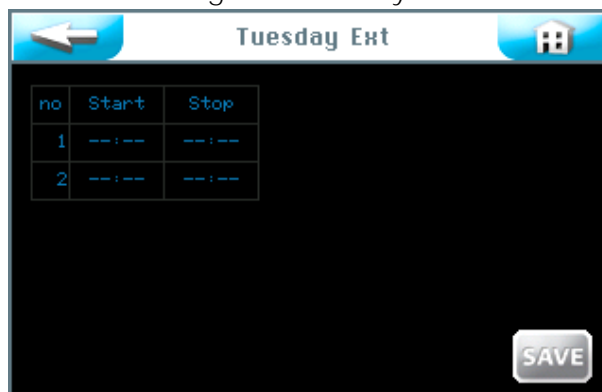 Tuesday Ext
no Start Stop
1 --:-- --:--
2 --:-- --:--
SAVE